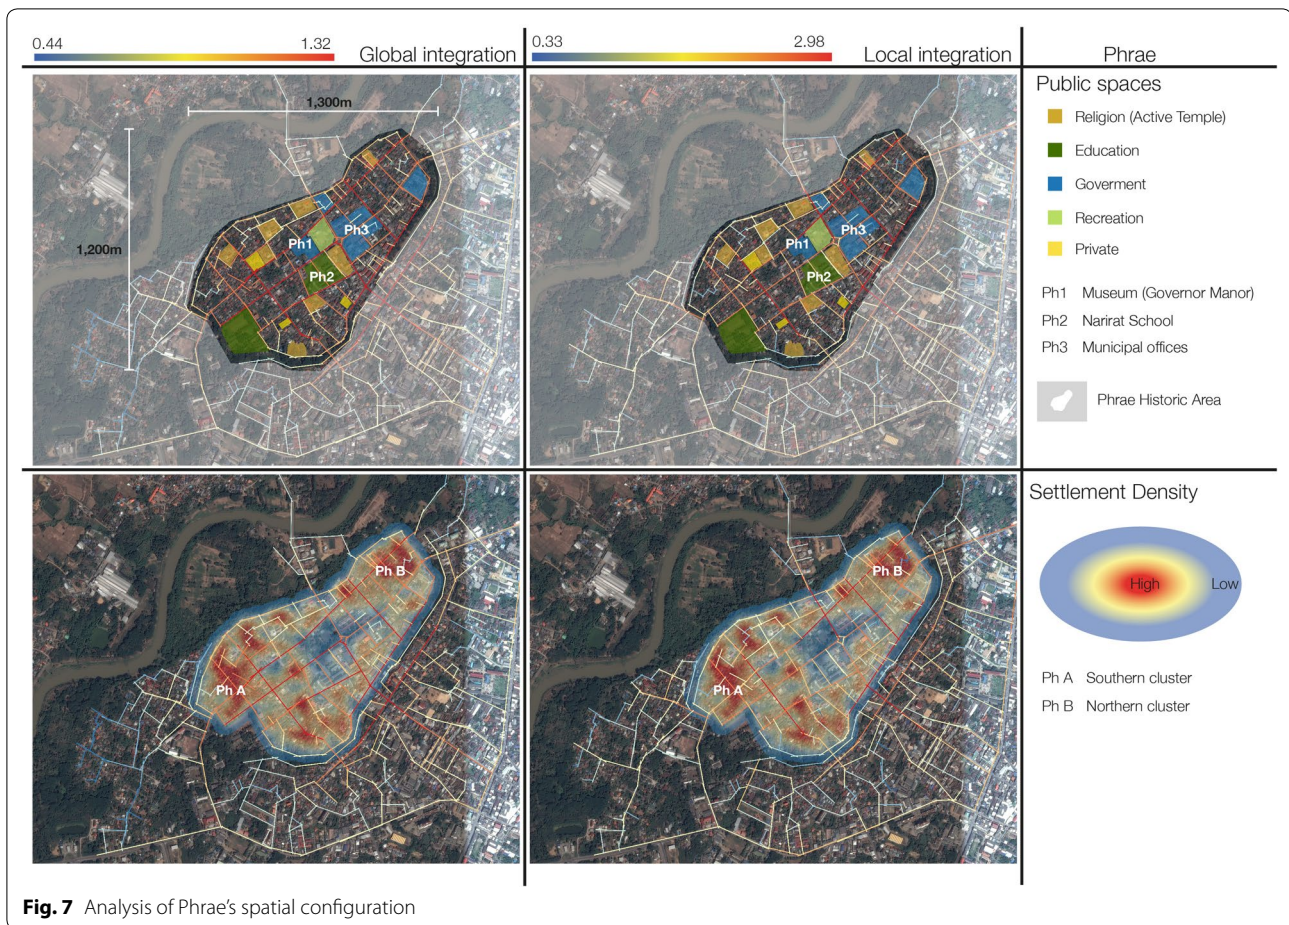 0.44 1.32 Global integration
0.33 2.98 Local integration
Phrae
1,300m
1,200m
Ph1
Ph3
Ph2
Ph1
Ph3
Ph2
Public spaces
Religion (Active Temple)
Education
Goverment
Recreation
Private
Ph1 Museum (Governor Manor)
Ph2 Narirat School
Ph3 Municipal offices
Phrae Historic Area
Ph B
Ph A
Ph B
Ph A
Settlement Density
High Low
Ph A Southern cluster
Ph B Northern cluster
Fig. 7 Analysis of Phrae's spatial configuration